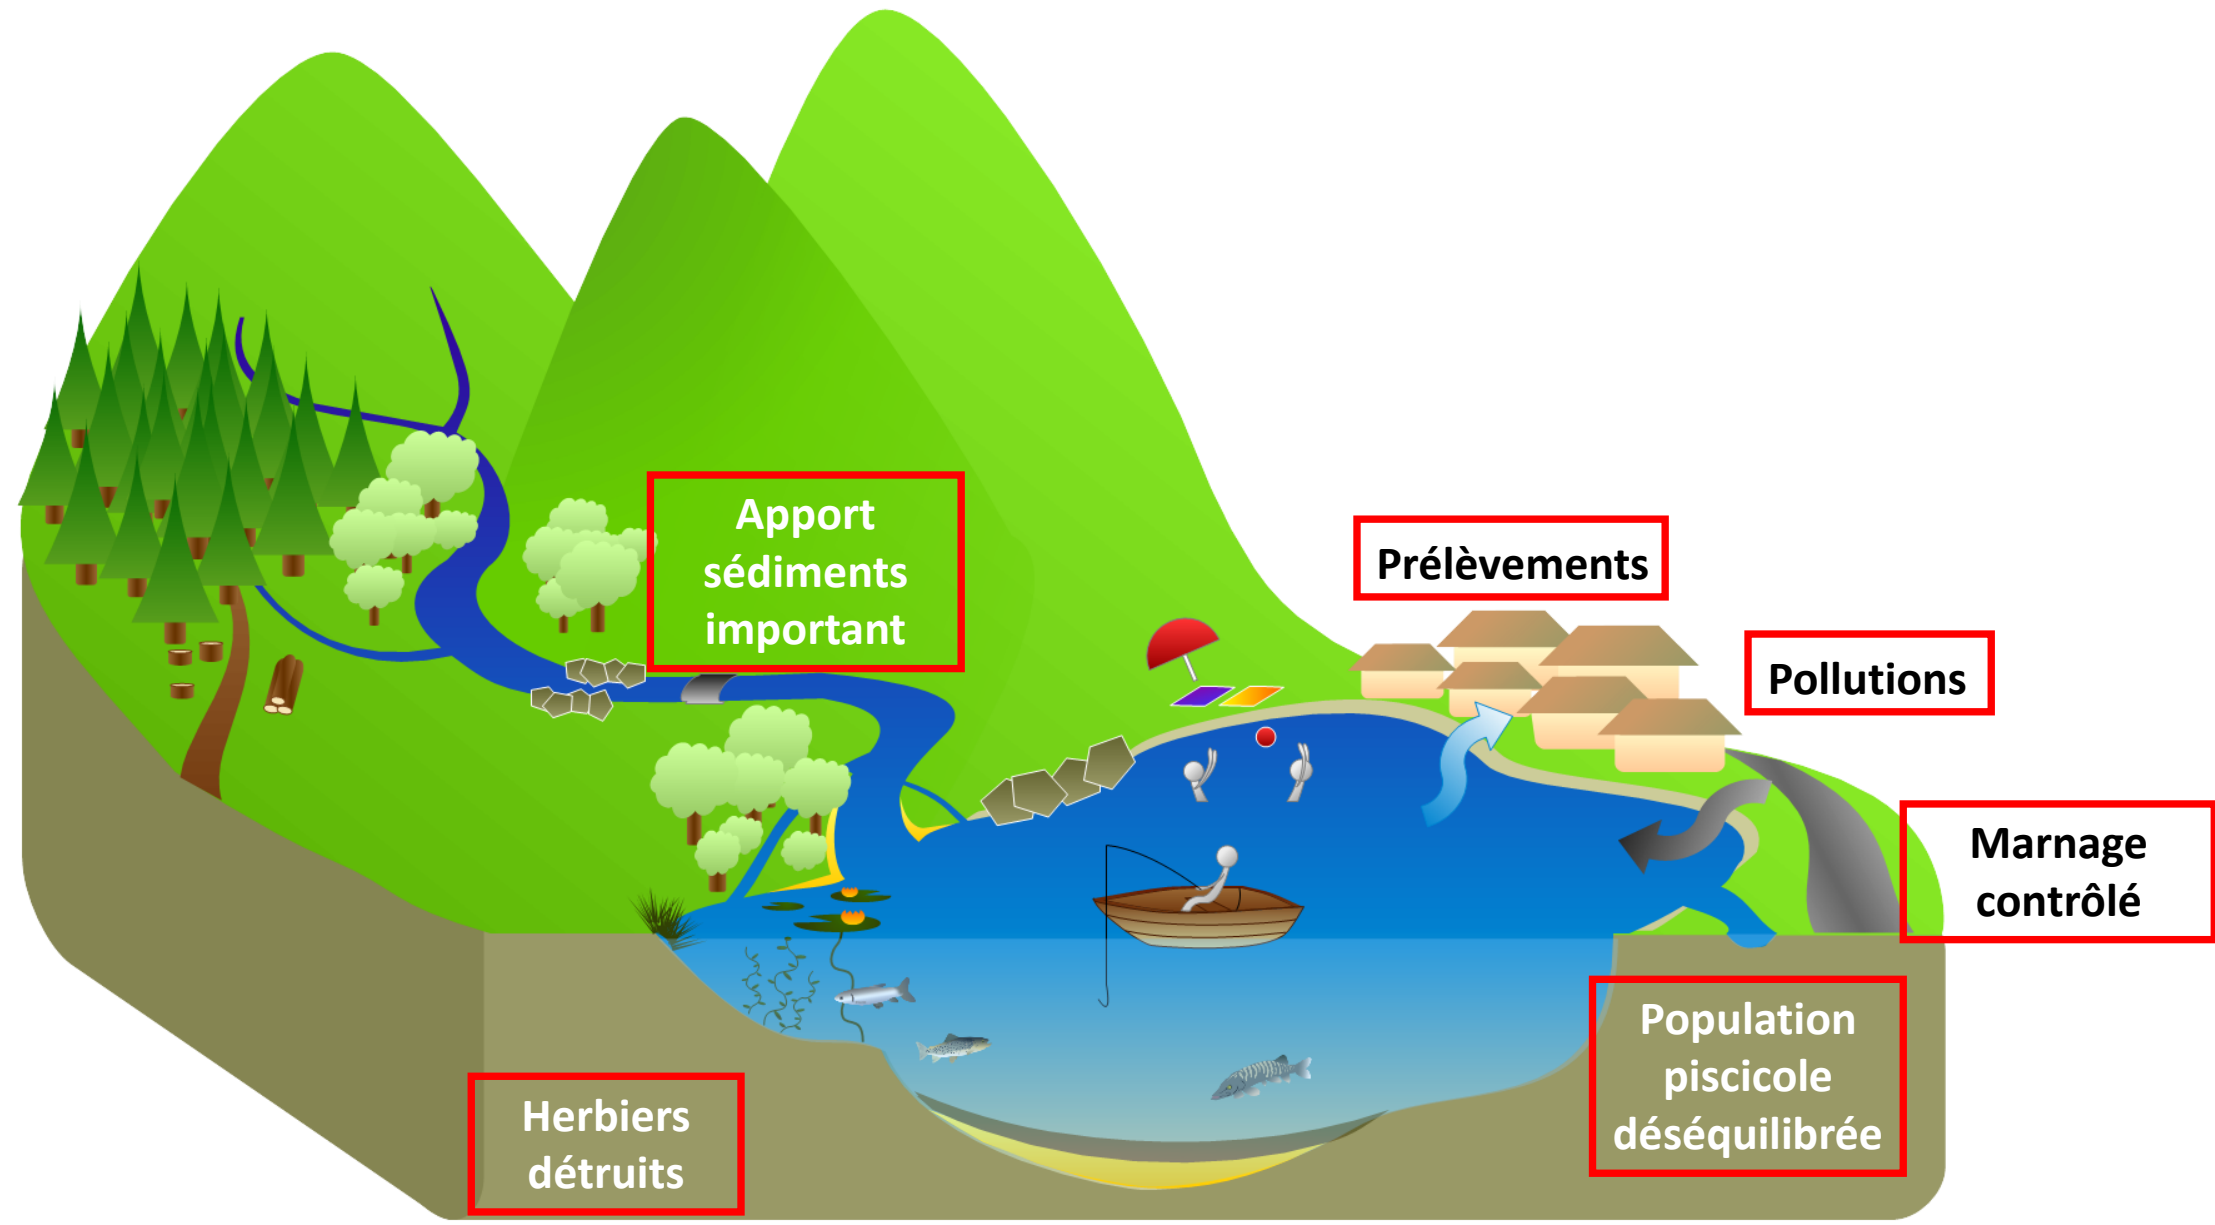 Apport
sédiments
important
Prélèvements
Pollutions
Marnage
contrôlé
Population
piscicole
déséquilibrée
Herbiers
détruits